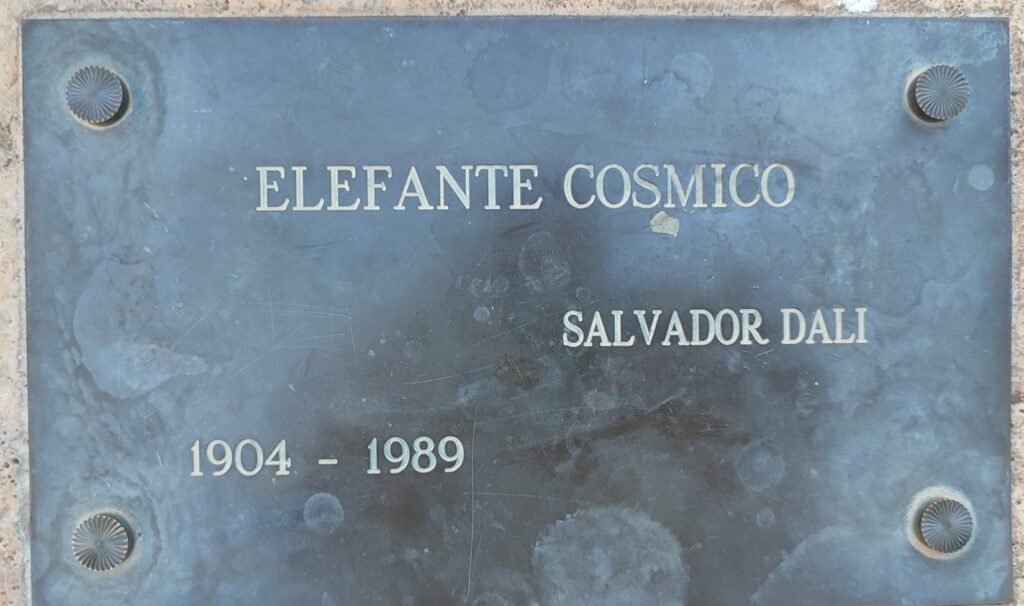 ELEFANTE COSMICO
SALVADOR DALI
1904 - 1989